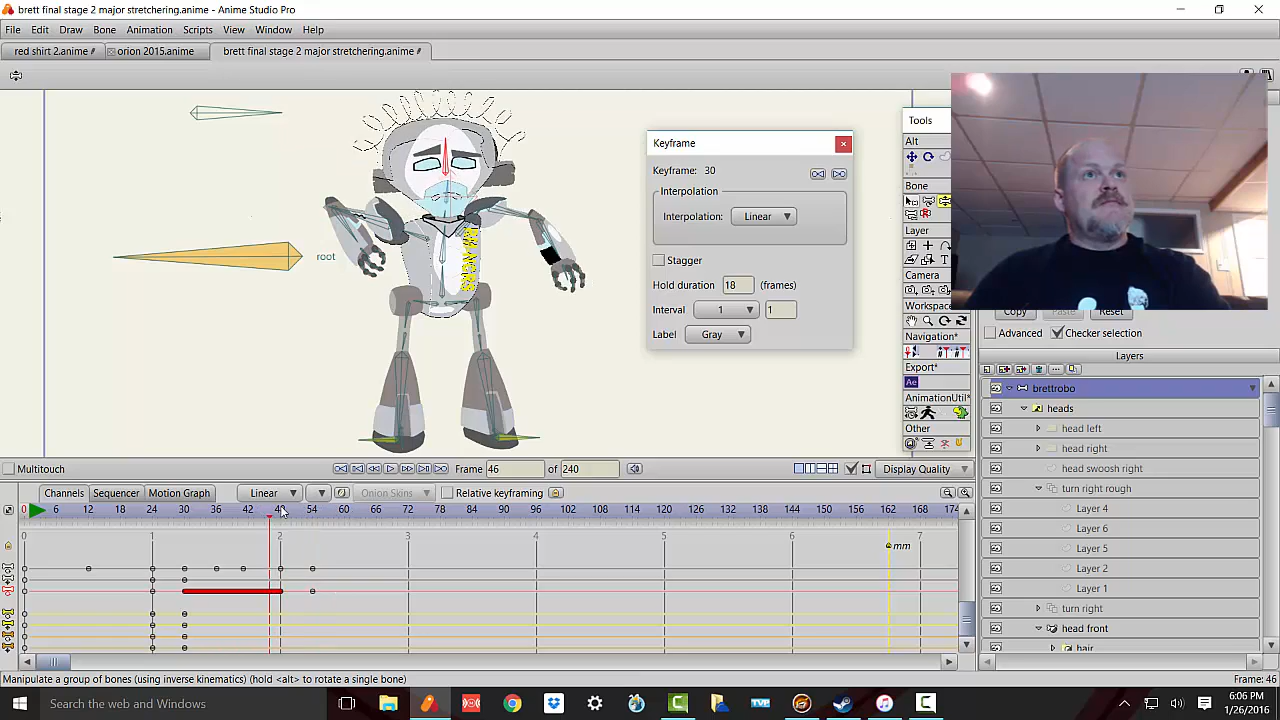 brett final stage 2 major stretchering.anime - Anime Studio Pro
File Edit Draw Bone Animation Scripts View Window Help
red shirt 2.anime * orion 2015.anime brett final stage 2 major stretchering.anime *
root
Keyframe
Keyframe: 30
Interpolation
Interpolation: Linear
Stagger
Hold duration 18 (frames)
Interval 1 1
Label Gray
Tools
Alt
Bone
Layer
Camera
Workspace
Navigation*
Export*
Ae
AnimationUtil*
Other
Copy Paste Reset
Advanced Checker selection
Layers
brettrobo
heads
head left
head right
head swoosh right
turn right rough
Layer 4
Layer 6
Layer 5
Layer 2
Layer 1
turn right
head front
hair
Multitouch Frame 46 of 240 Display Quality
Channels Sequencer Motion Graph Linear Onion Skins Relative keyframing
0 6 12 18 24 30 36 42 48 54 60 66 72 78 84 90 96 102 108 114 120 126 132 138 144 150 156 162 168 174
0 1 2 3 4 5 6 7
mm
Manipulate a group of bones (using inverse kinematics) (hold <alt> to rotate a single bone) Frame: 46
Search the web and Windows
TVP
6:06 PM
1/26/2016